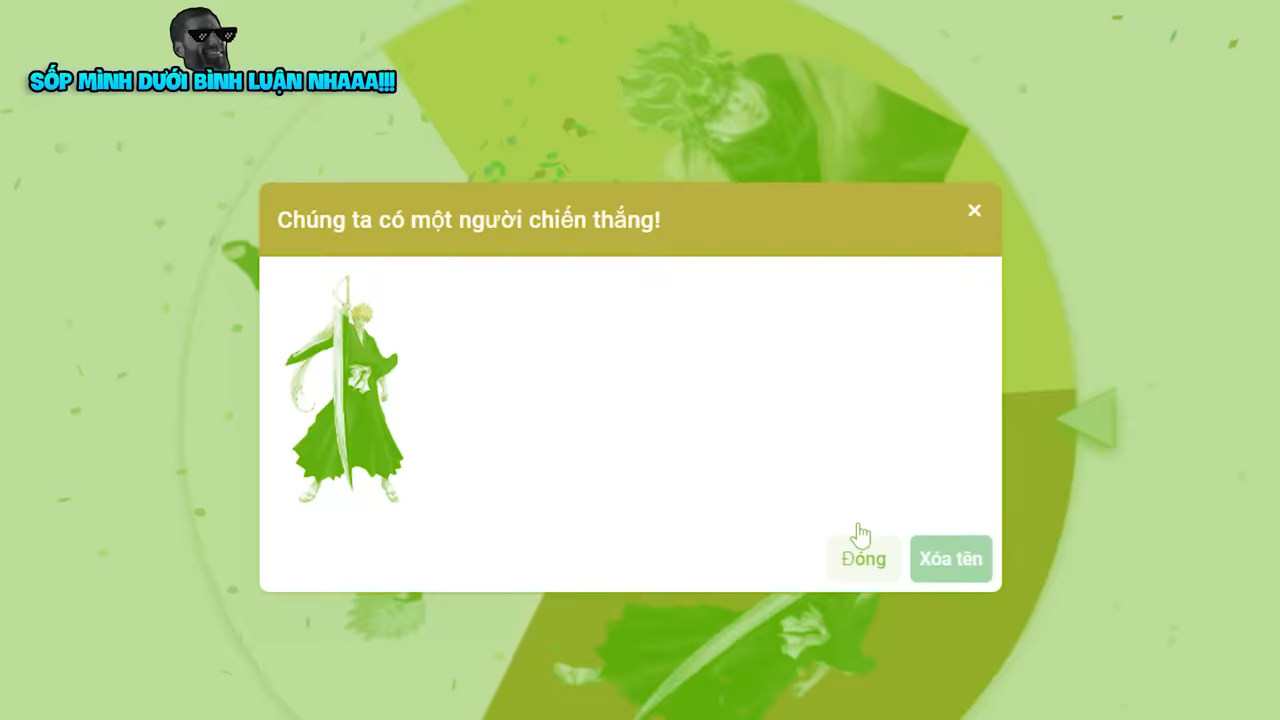 SỐP MÌNH DƯỚI BÌNH LUẬN NHAAA!!!
Chúng ta có một người chiến thắng!
Đóng
Xóa tên